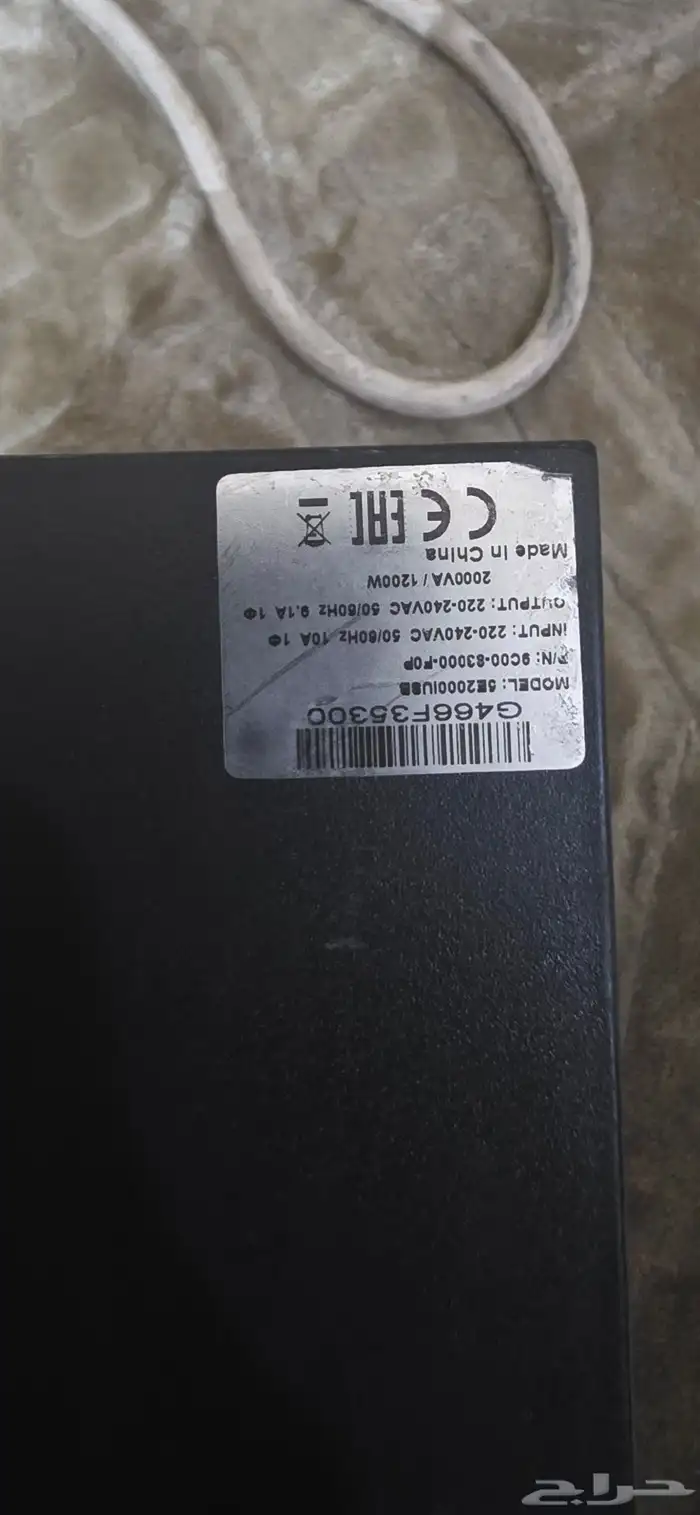 G466F35300
MODEL: 5E2000IUSB
P/N: 9C00-83000-F0P
INPUT: 220-240VAC 50/60Hz 10A 1Φ
OUTPUT: 220-240VAC 50/60Hz 9.1A 1Φ
2000VA / 1200W
Made in China
CE EAC
حراج